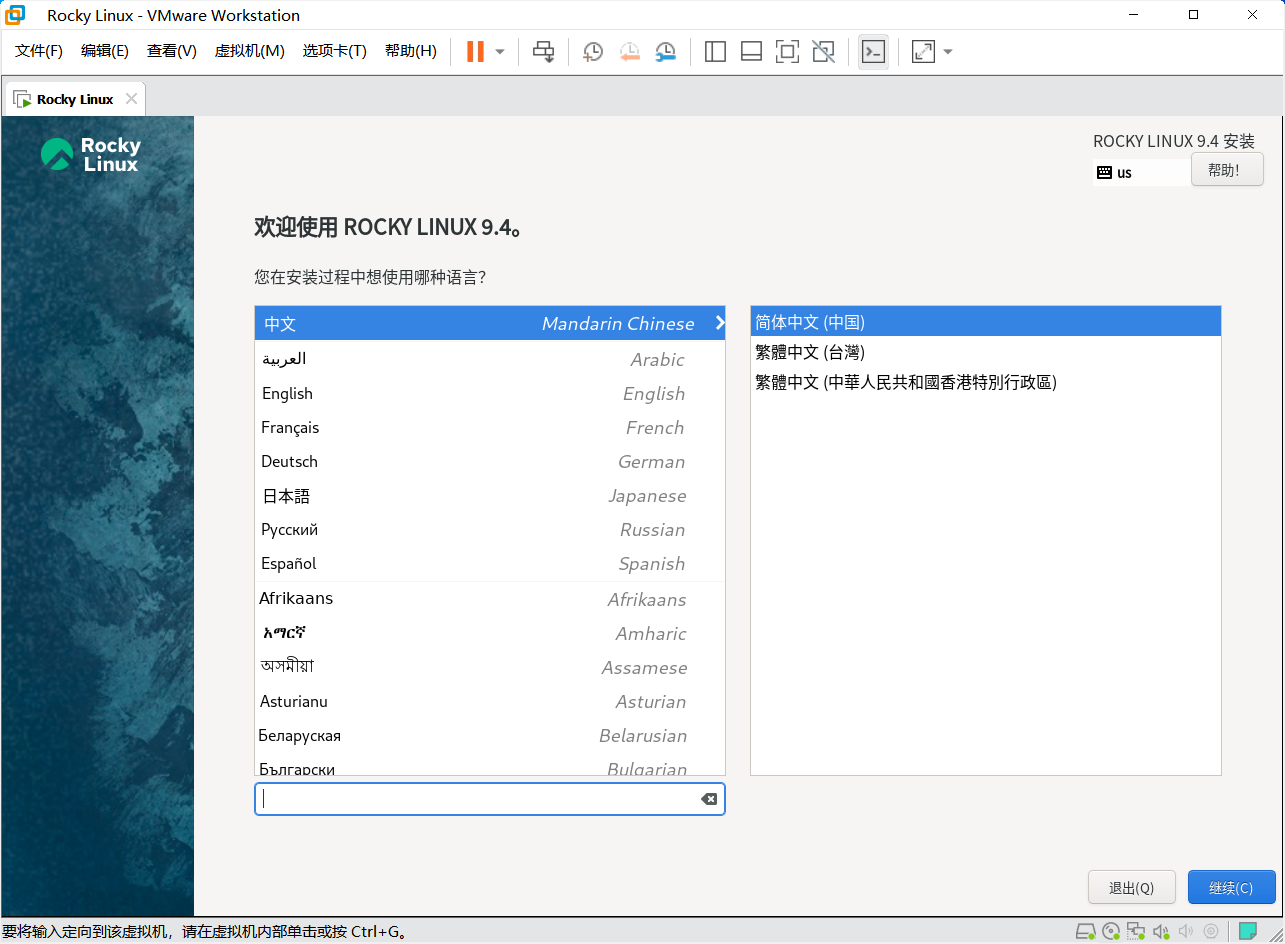 Rocky Linux - VMware Workstation
文件(F) 编辑(E) 查看(V) 虚拟机(M) 选项卡(T) 帮助(H)
Rocky Linux
Rocky
Linux
ROCKY LINUX 9.4 安装
us
帮助!
欢迎使用 ROCKY LINUX 9.4。
您在安装过程中想使用哪种语言?
中文 Mandarin Chinese
العربية Arabic
English English
Français French
Deutsch German
日本語 Japanese
Русский Russian
Español Spanish
Afrikaans Afrikaans
አማርኛ Amharic
অসমীয়া Assamese
Asturianu Asturian
Беларуская Belarusian
Български Bulgarian
简体中文 (中国)
繁體中文 (台灣)
繁體中文 (中華人民共和國香港特別行政區)
退出(Q) 继续(C)
要将输入定向到该虚拟机，请在虚拟机内部单击或按 Ctrl+G。